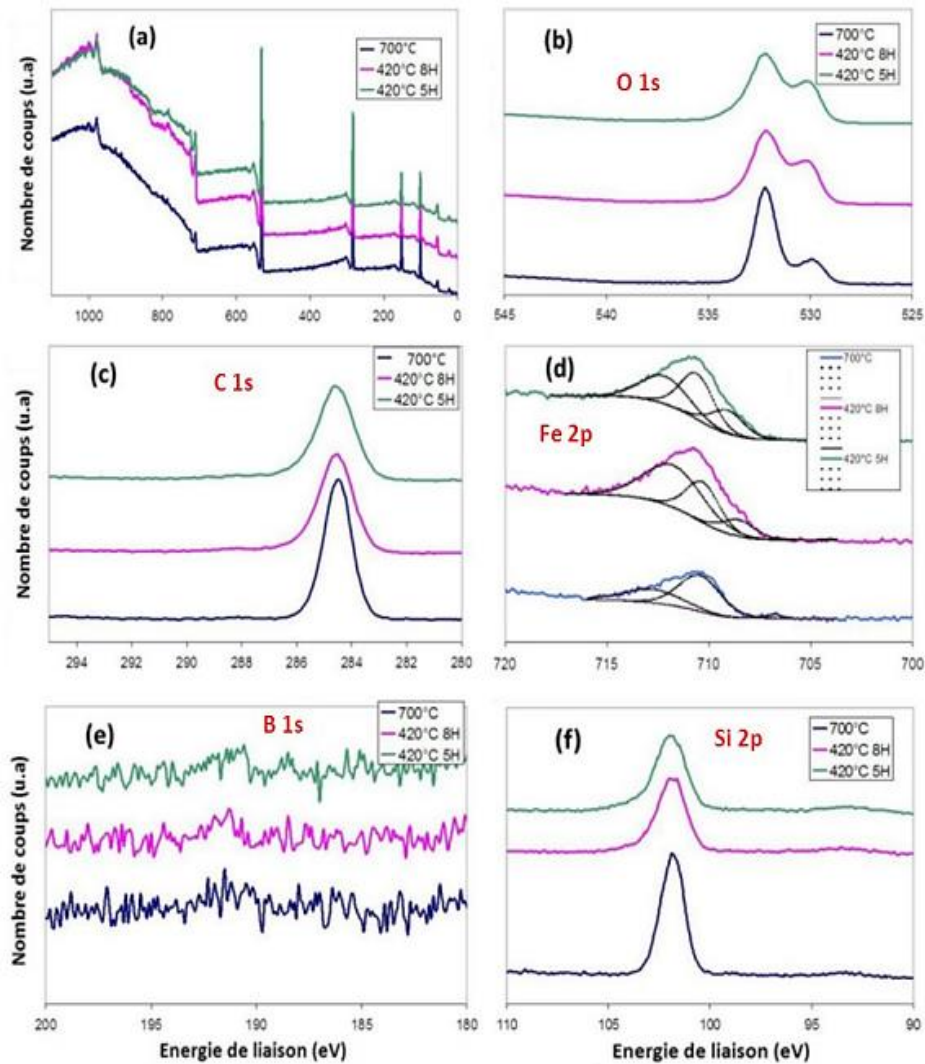 (a)
700°C
420°C 8H
420°C 5H
Nombre de coups (u.a)
1000 800 600 400 200 0
(b)
O 1s
700°C
420°C 8H
420°C 5H
545 540 535 530 525
(c)
C 1s
700°C
420°C 8H
420°C 5H
Nombre de coups (u.a)
294 292 290 288 286 284 282 280
(d)
Fe 2p
700°C
420°C 8H
420°C 5H
720 715 710 705 700
(e)
B 1s
700°C
420°C 8H
420°C 5H
Nombre de coups (u.a)
200 195 190 185 180
Energie de liaison (eV)
(f)
Si 2p
700°C
420°C 8H
420°C 5H
110 105 100 95 90
Energie de liaison (eV)